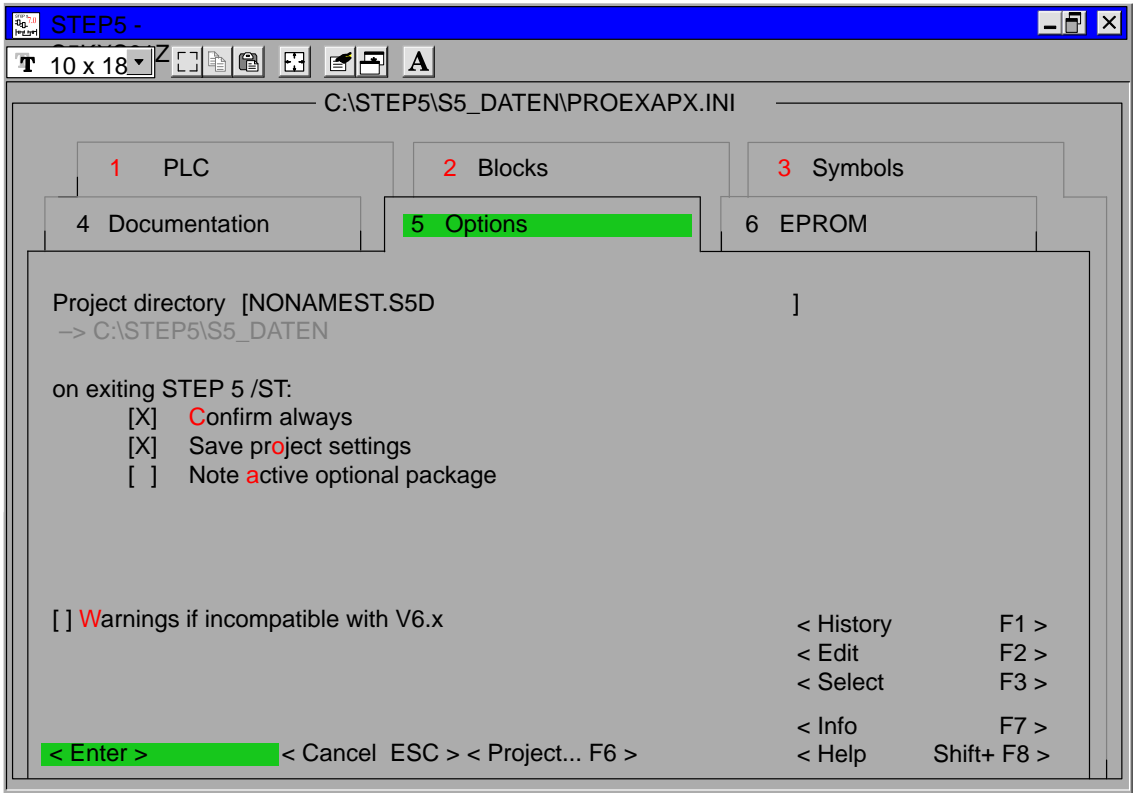 STEP5 -
10 x 18
A
C:\STEP5\S5_DATEN\PROEXAPX.INI
1 PLC 2 Blocks 3 Symbols
4 Documentation 5 Options 6 EPROM
Project directory [NONAMEST.S5D ]
–> C:\STEP5\S5_DATEN
on exiting STEP 5 /ST:
[X] Confirm always
[X] Save project settings
[ ] Note active optional package
[ ] Warnings if incompatible with V6.x
< History F1 >
< Edit F2 >
< Select F3 >
< Info F7 >
< Enter > < Cancel ESC > < Project... F6 > < Help Shift+ F8 >